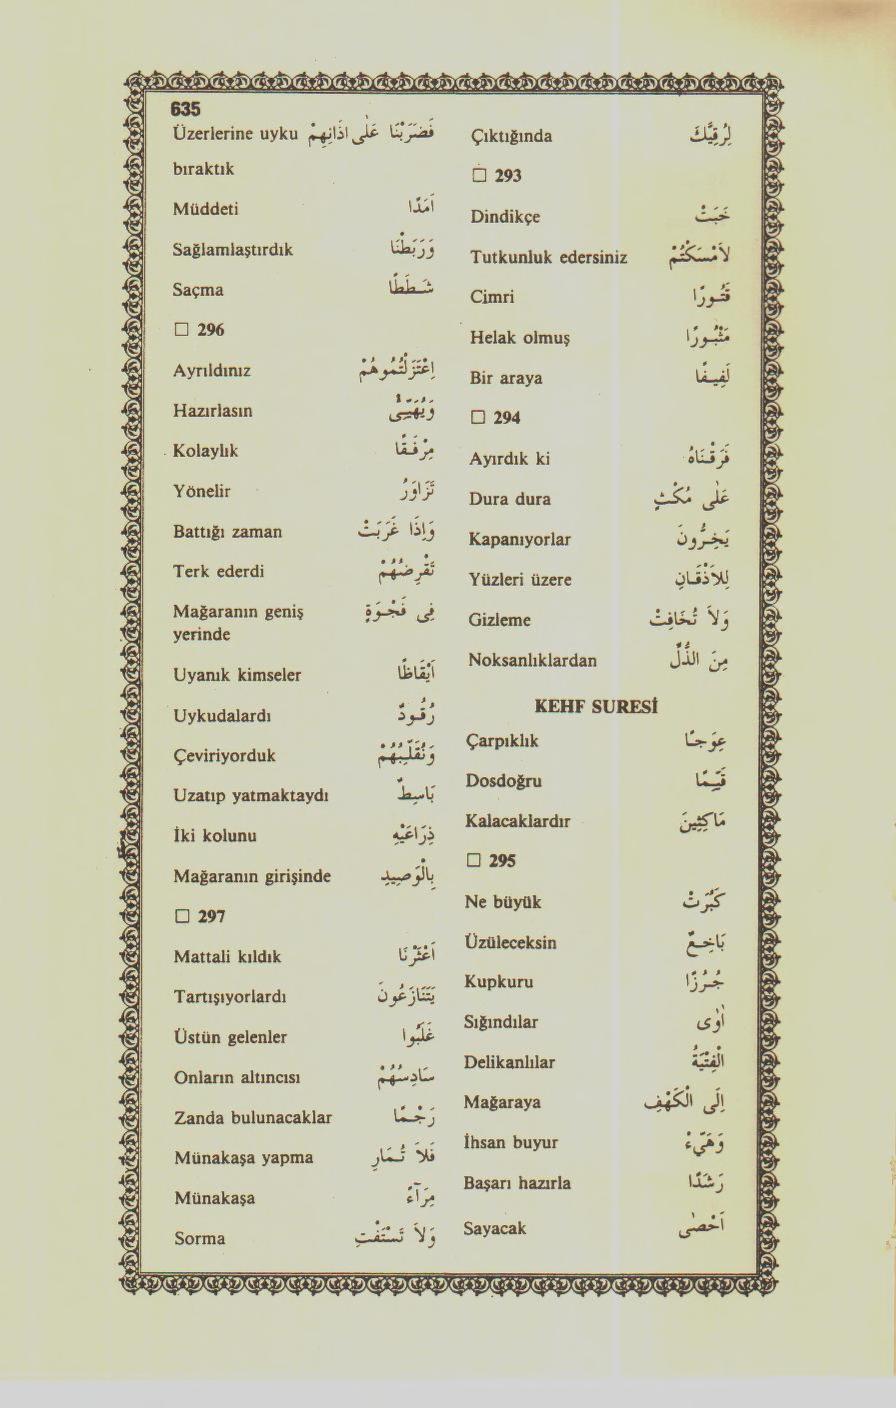 635
Çıktığında لِرُقِيِّكَ
□ 293
Dindikçe خَبَتْ
Tutkunluk edersiniz لَاَمْسَكْتُمْ
Cimri قَتُورًا
Helak olmuş مَثْبُورًا
Bir araya لَفِيفًا
□ 294
Ayırdık ki فَرَقْنَاهُ
Dura dura عَلٰى مُكْثٍ
Kapanıyorlar يَخِرُّونَ
Yüzleri üzere لِلْاَذْقَانِ
Gizleme وَلَا تُخَافِتْ
Noksanlıklardan مِنَ الذُّلِّ
KEHF SURESİ
Çarpıklık عِوَجًا
Dosdoğru قَيِّمًا
Kalacaklardır مَاكِثِينَ
□ 295
Ne büyük كَبُرَتْ
Üzüleceksin بَاخِعٌ
Kupkuru جُرُزًا
Sığındılar اَوَى
Delikanlılar الْفِتْيَةُ
Mağaraya اِلَى الْكَهْفِ
İhsan buyur وَهَيِّءْ
Başarı hazırla رَشَدًا
Sayacak اَحْصٰى
Üzerlerine uyku فَضَرَبْنَا عَلٰى اٰذَانِهِمْ
bıraktık
Müddeti اَمَدًا
Sağlamlaştırdık وَرَبَطْنَا
Saçma شَطَطًا
□ 296
Ayrıldınız اِعْتَزَلْتُمُوهُمْ
Hazırlasın وَيُهَيِّئْ
Kolaylık مِرْفَقًا
Yönelir تَزَاوَرُ
Battığı zaman وَاِذَا غَرَبَتْ
Terk ederdi تَقْرِضُهُمْ
Mağaranın geniş فِى فَجْوَةٍ
yerinde
Uyanık kimseler اَيْقَاظًا
Uykudalardı رُقُودٌ
Çeviriyorduk وَنُقَلِّبُهُمْ
Uzatıp yatmaktaydı بَاسِطٌ
İki kolunu ذِرَاعَيْهِ
Mağaranın girişinde بِالْوَصِيدِ
□ 297
Mattali kıldık اَعْثَرْنَا
Tartışıyorlardı يَتَنَازَعُونَ
Üstün gelenler غَلَبُوا
Onların altıncısı سَادِسُهُمْ
Zanda bulunacaklar رَجْمًا
Münakaşa yapma فَلَا تُمَارِ
Münakaşa مِرَآءً
Sorma وَلَا تَسْتَفْتِ